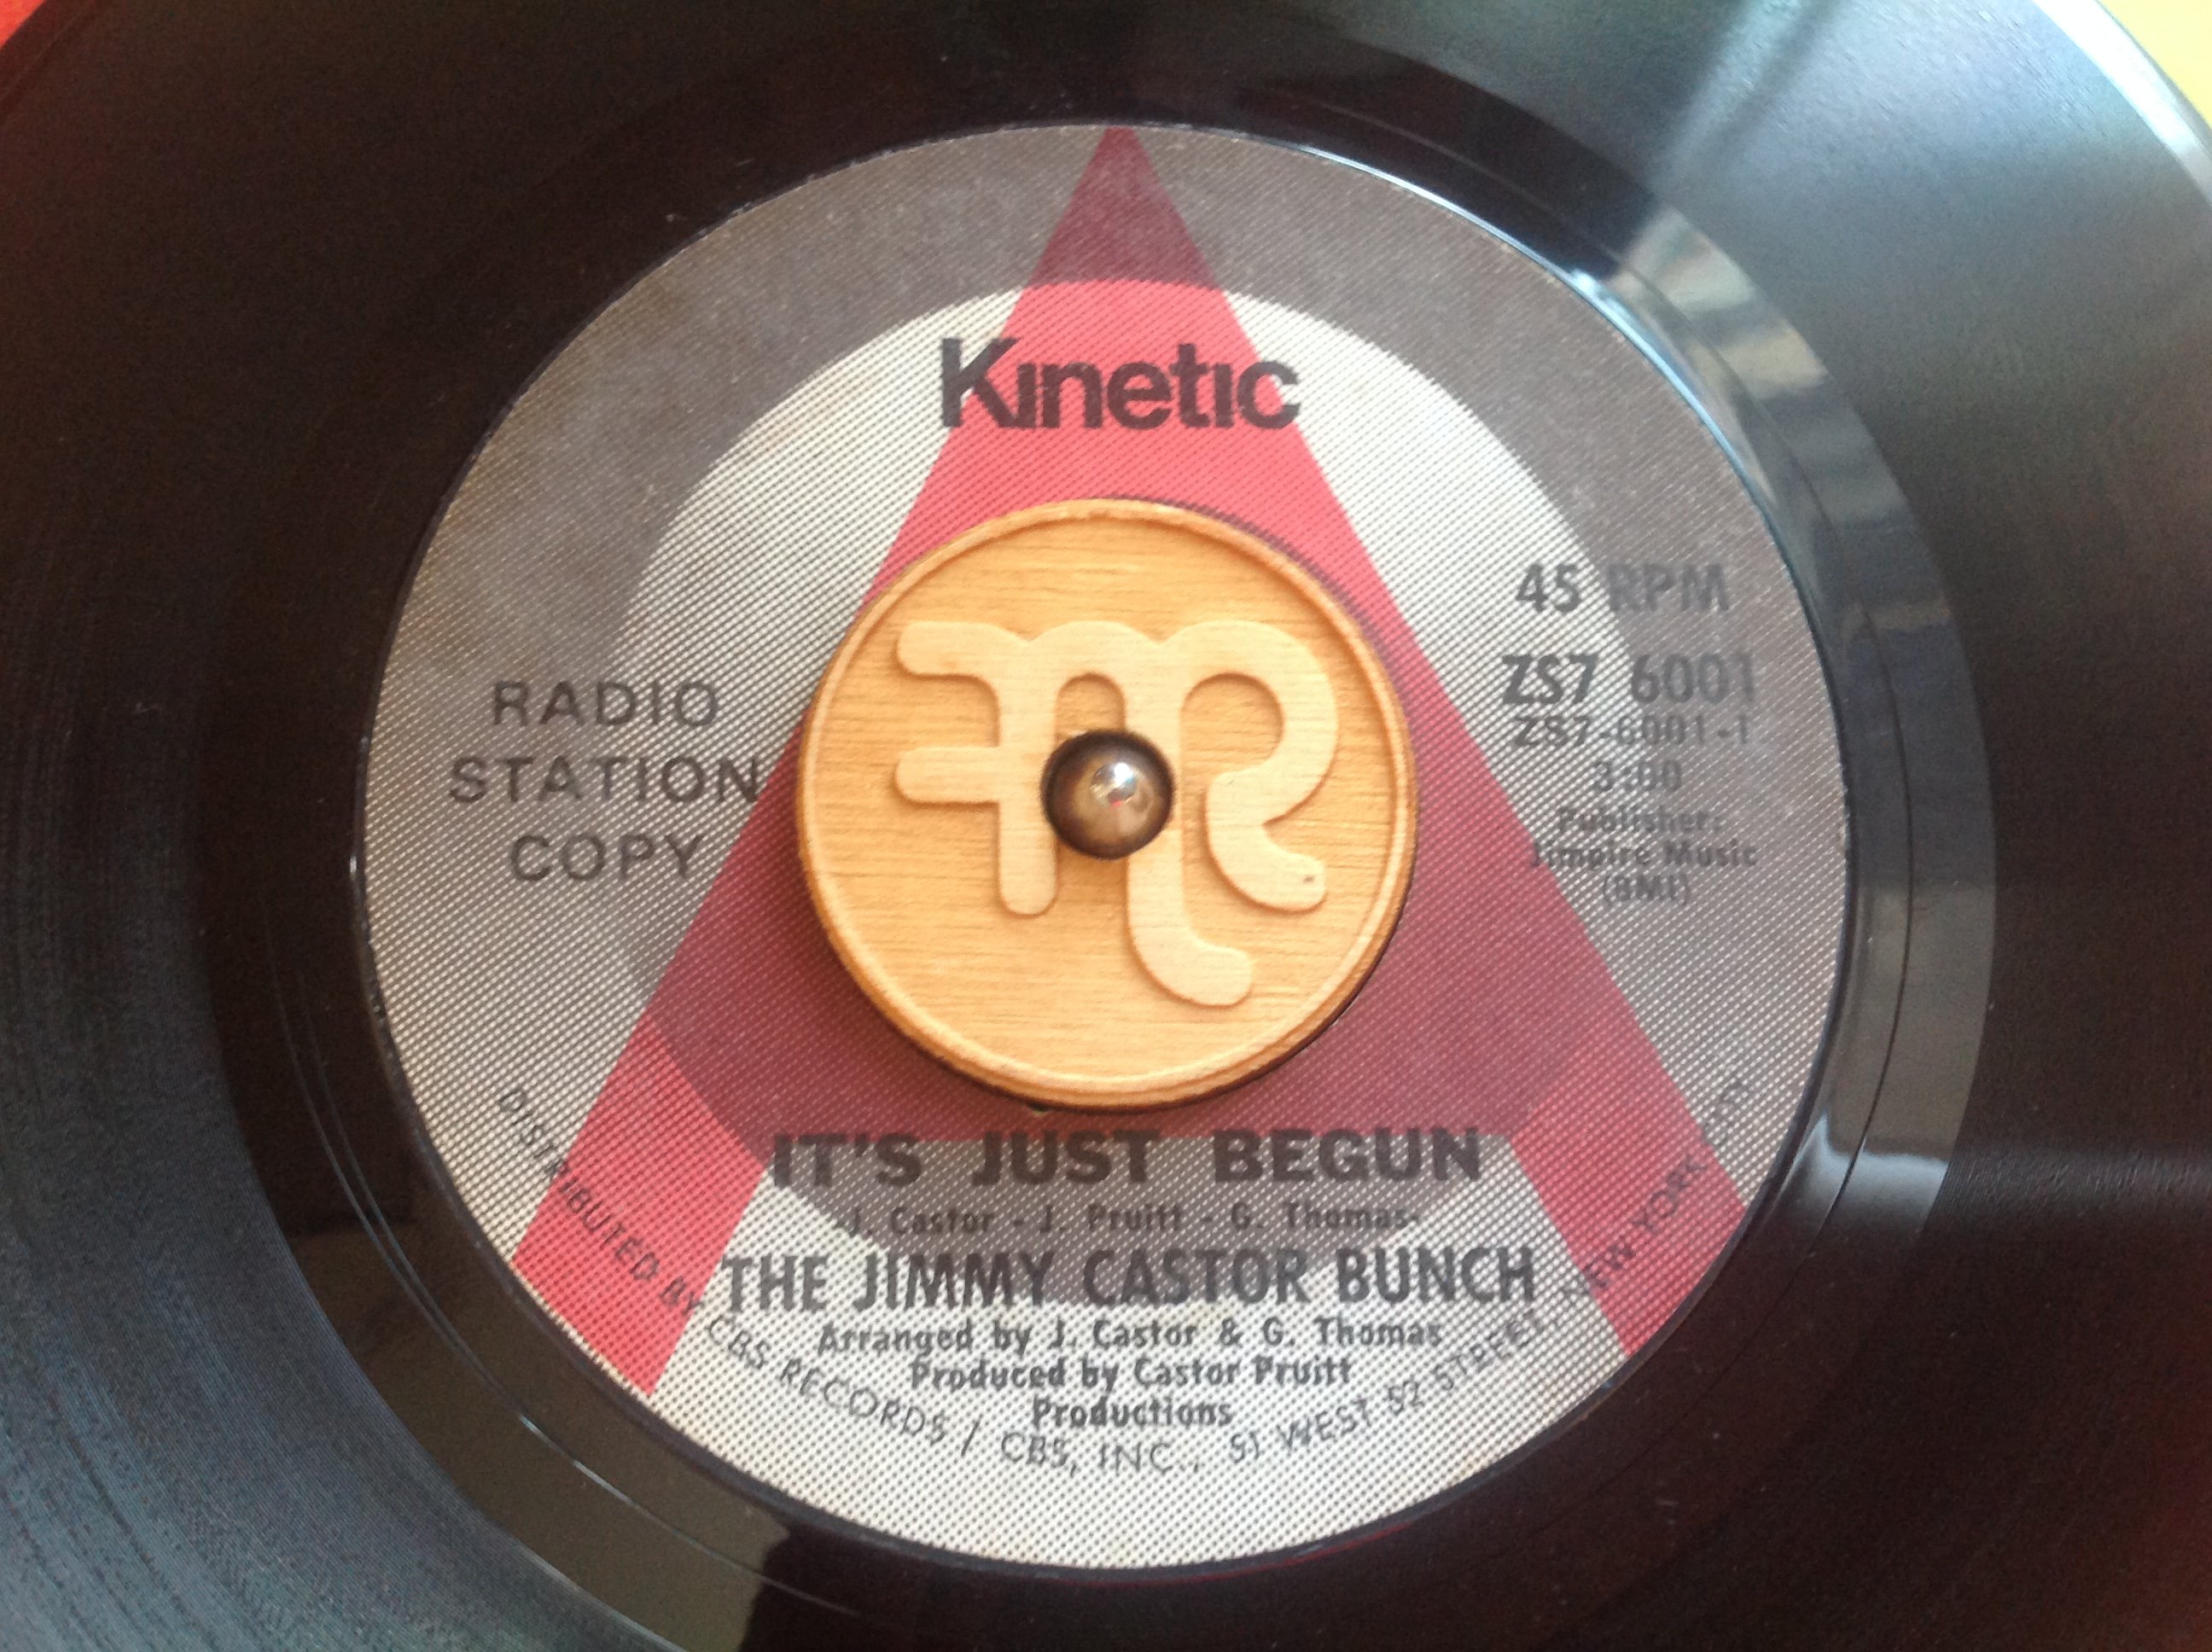 Kinetic
45 RPM
ZS7 6001
ZS7-6001-1
3:00
Publisher:
Jimpire Music
(BMI)
RADIO
STATION
COPY
IT'S JUST BEGUN
-J. Castor - J. Pruitt - G. Thomas-
THE JIMMY CASTOR BUNCH
Arranged by J. Castor & G. Thomas
Produced by Castor Pruitt
Productions
DISTRIBUTED BY CBS RECORDS / CBS, INC., 51 WEST 52 STREET, NEW YORK CITY